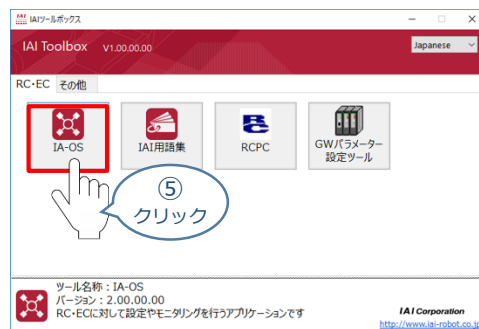 IAI IAIツールボックス
IAI Toolbox V1.00.00.00
Japanese
RC・EC その他
IA-OS
IAI用語集
RCPC
GWパラメーター
設定ツール
⑤
クリック
ツール名称：IA-OS
バージョン：2.00.00.00
RC・ECに対して設定やモニタリングを行うアプリケーションです
IAI Corporation
http://www.iai-robot.co.jp